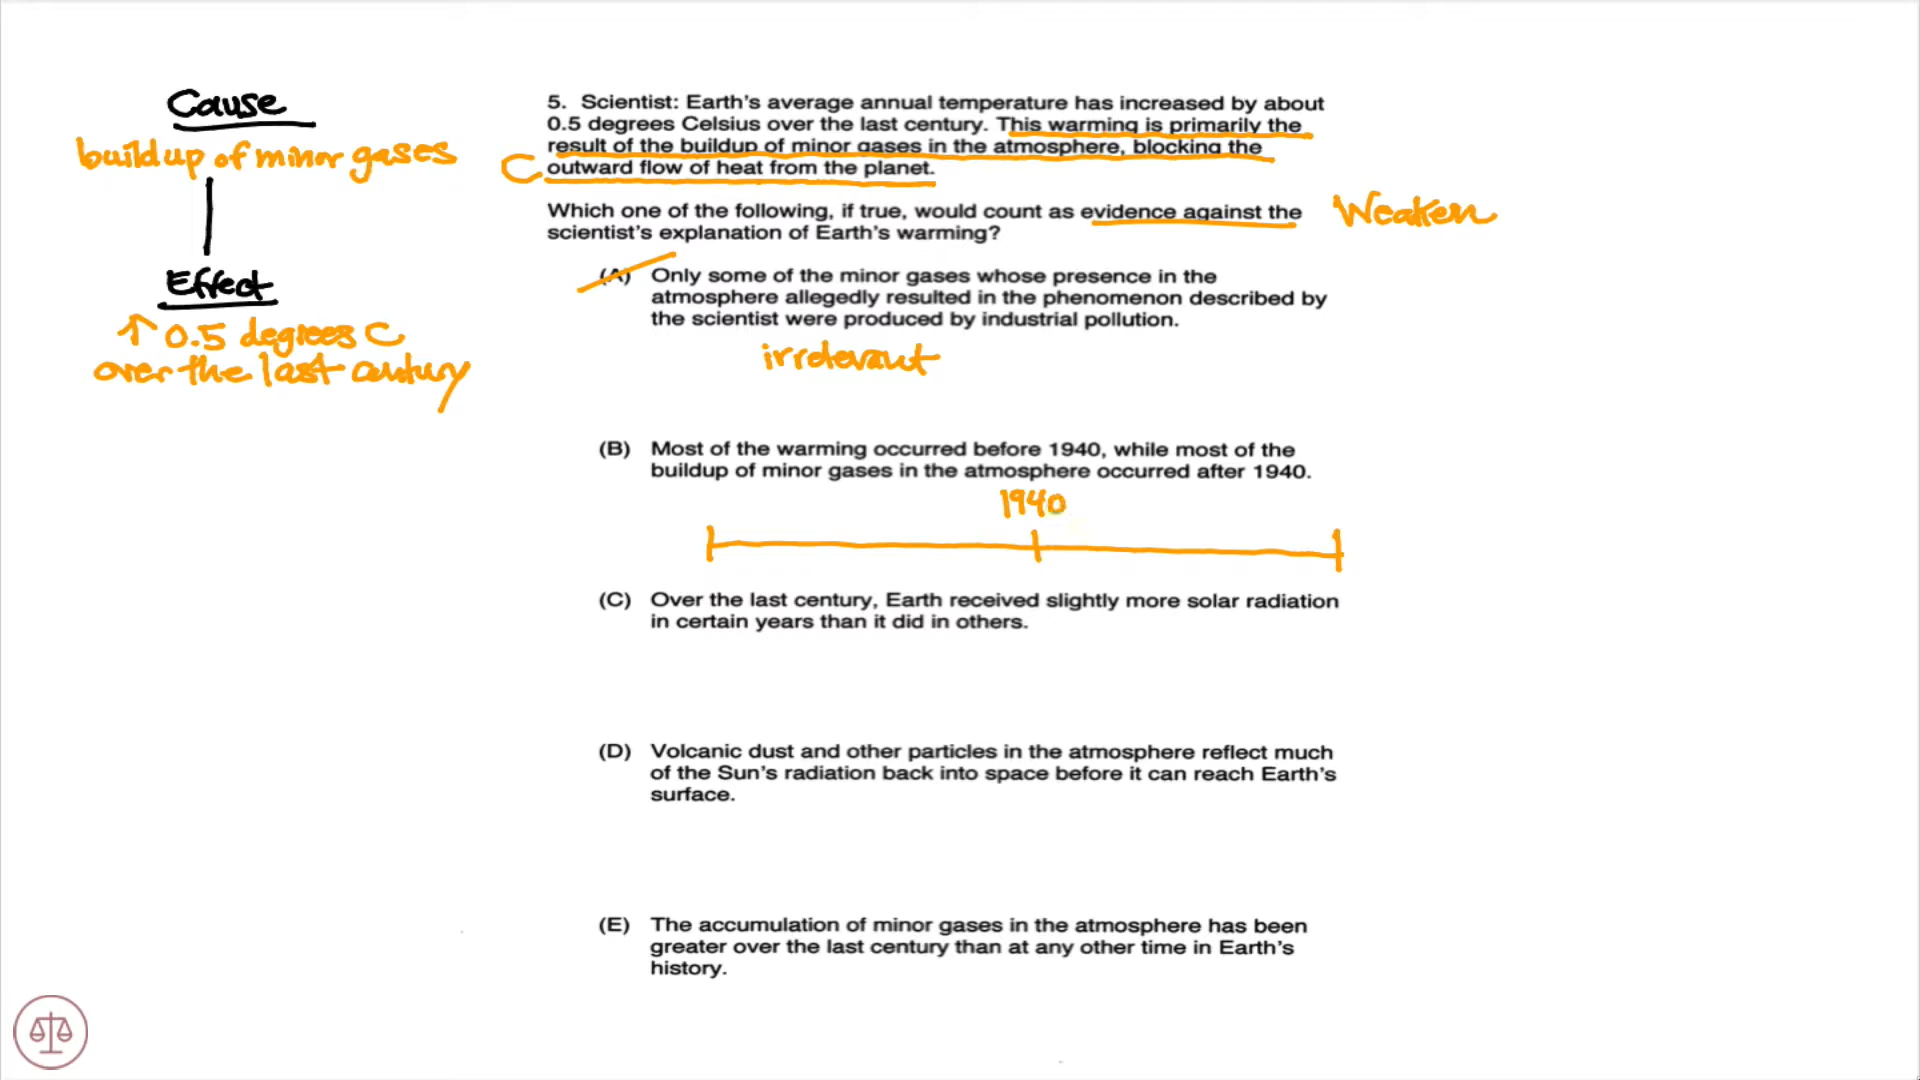 Cause
buildup of minor gases
Effect
↑ 0.5 degrees C
over the last century
5. Scientist: Earth's average annual temperature has increased by about
0.5 degrees Celsius over the last century. This warming is primarily the
result of the buildup of minor gases in the atmosphere, blocking the
C outward flow of heat from the planet.
Which one of the following, if true, would count as evidence against the Weaken
scientist's explanation of Earth's warming?
(A) Only some of the minor gases whose presence in the
atmosphere allegedly resulted in the phenomenon described by
the scientist were produced by industrial pollution.
irrelevant
(B) Most of the warming occurred before 1940, while most of the
buildup of minor gases in the atmosphere occurred after 1940.
1940
(C) Over the last century, Earth received slightly more solar radiation
in certain years than it did in others.
(D) Volcanic dust and other particles in the atmosphere reflect much
of the Sun's radiation back into space before it can reach Earth's
surface.
(E) The accumulation of minor gases in the atmosphere has been
greater over the last century than at any other time in Earth's
history.